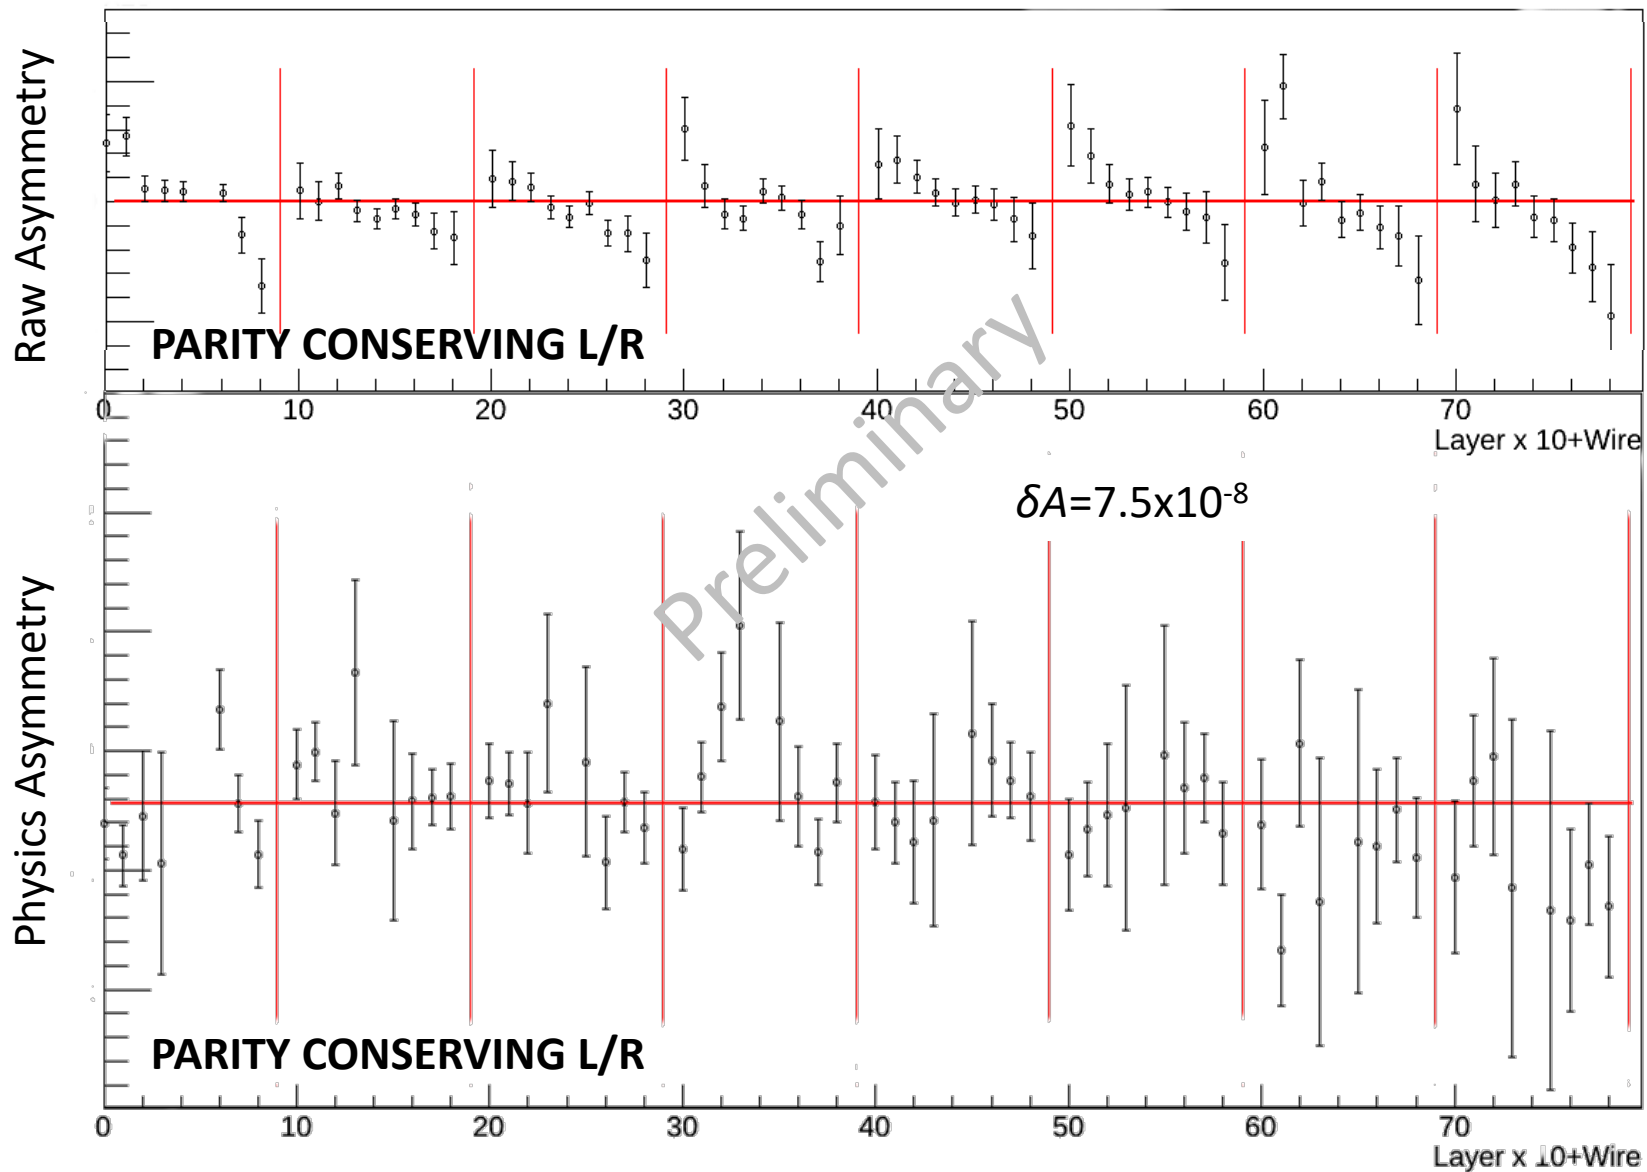 Raw Asymmetry
PARITY CONSERVING L/R
0 10 20 30 40 50 60 70
Layer x 10+Wire
Preliminary
δA=7.5x10⁻⁸
Physics Asymmetry
PARITY CONSERVING L/R
0 10 20 30 40 50 60 70
Layer x 10+Wire